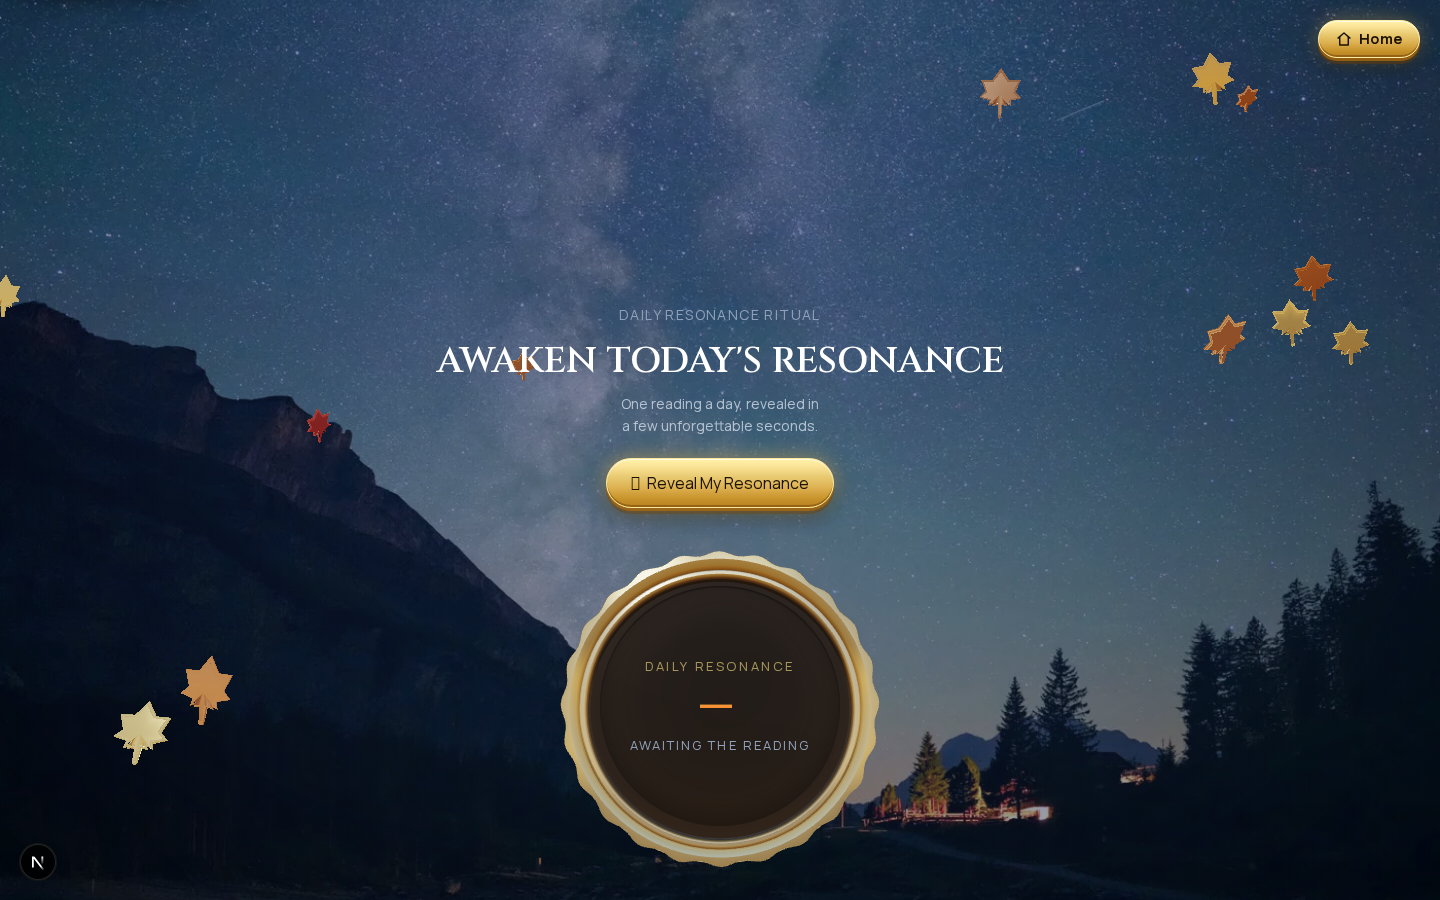 Home
DAILY RESONANCE RITUAL
AWAKEN TODAY'S RESONANCE
One reading a day, revealed in
a few unforgettable seconds.
Reveal My Resonance
DAILY RESONANCE
—
AWAITING THE READING
N